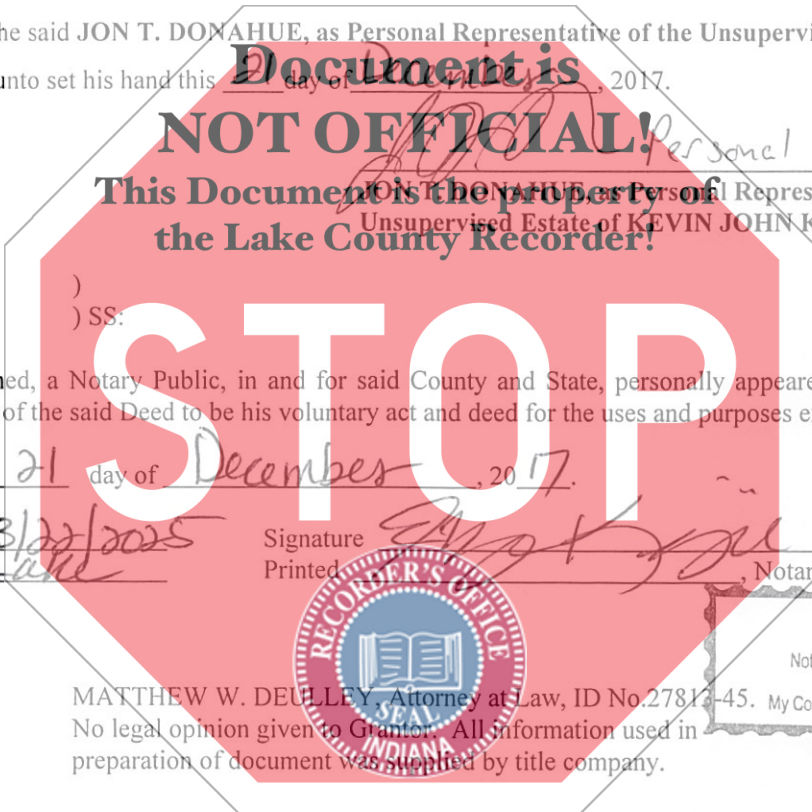 he said JON T. DONAHUE, as Personal Representative of the Unsupervi
unto set his hand this 21 day of December, 2017.
Document is
NOT OFFICIAL!
Personal
This Document is the property of
JON T. DONAHUE, as Personal Repres
Unsupervised Estate of KEVIN JOHN K
the Lake County Recorder!
)
) SS:
STOP
ned, a Notary Public, in and for said County and State, personally appeare
of the said Deed to be his voluntary act and deed for the uses and purposes e
21 day of December, 2017.
3/22/2025
Signature
Printed
, Notar
RECORDER'S OFFICE
SEAL
INDIANA
Not
My Co
MATTHEW W. DEULLEY, Attorney at Law, ID No.27813-45.
No legal opinion given to Grantor. All information used in
preparation of document was supplied by title company.